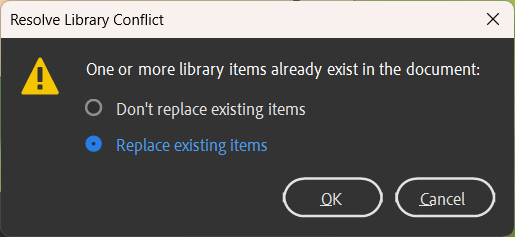 Resolve Library Conflict
One or more library items already exist in the document:
Don't replace existing items
Replace existing items
OK
Cancel